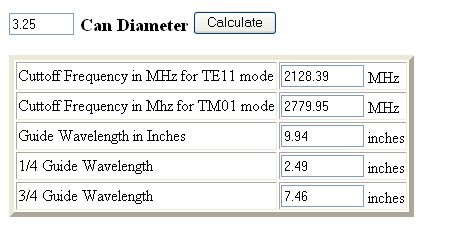 3.25 Can Diameter Calculate
Cuttoff Frequency in MHz for TE11 mode 2128.39 MHz
Cuttoff Frequency in Mhz for TM01 mode 2779.95 MHz
Guide Wavelength in Inches 9.94 inches
1/4 Guide Wavelength 2.49 inches
3/4 Guide Wavelength 7.46 inches